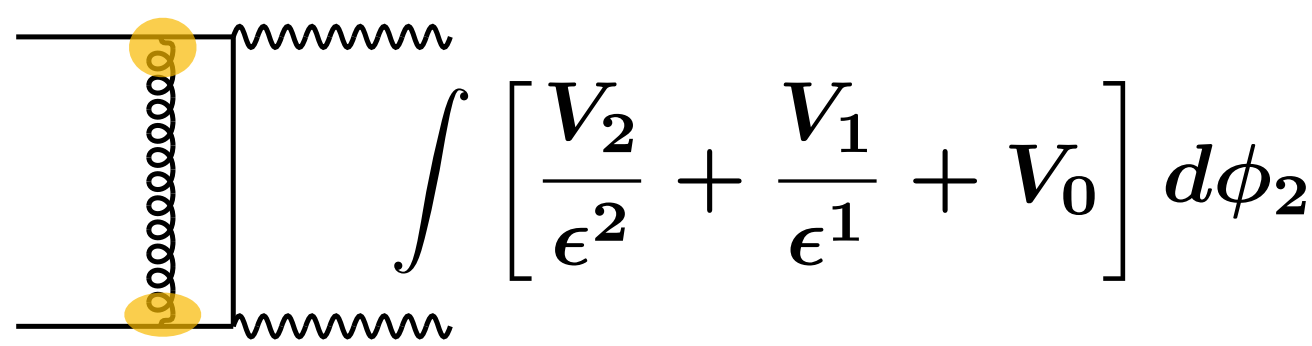 ∫ [ V₂/ϵ² + V₁/ϵ¹ + V₀ ] dϕ₂